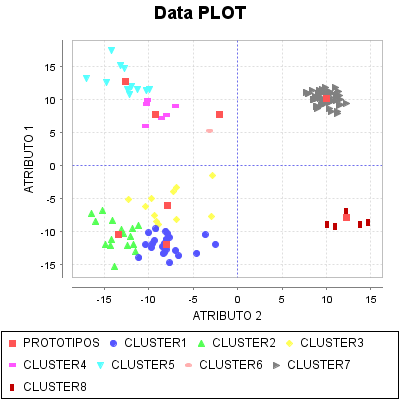 Data PLOT
ATRIBUTO 1
15
10
5
0
-5
-10
-15
-15 -10 -5 0 5 10 15
ATRIBUTO 2
PROTOTIPOS CLUSTER1 CLUSTER2 CLUSTER3
CLUSTER4 CLUSTER5 CLUSTER6 CLUSTER7
CLUSTER8